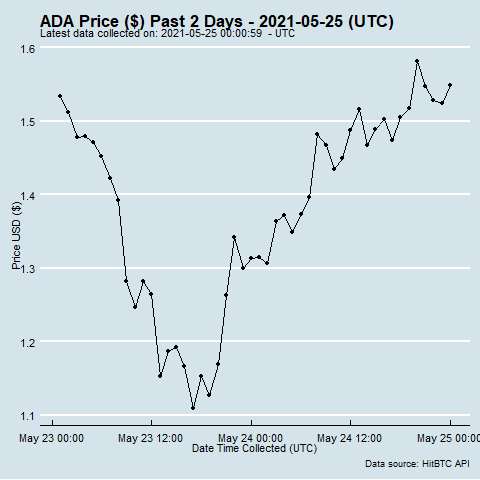 ADA Price ($) Past 2 Days - 2021-05-25 (UTC)
Latest data collected on: 2021-05-25 00:00:59 - UTC
1.6
1.5
1.4
1.3
1.2
1.1
Price USD ($)
May 23 00:00 May 23 12:00 May 24 00:00 May 24 12:00 May 25 00:00
Date Time Collected (UTC)
Data source: HitBTC API